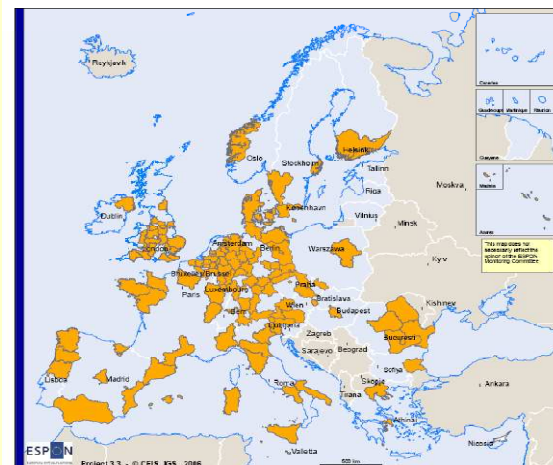 Reykjavik
Canarias
Guadeloupe Martinique Réunion
Guyane
Madeira
Acores
This map does not
necessarily reflect the
opinion of the ESPON
Monitoring Committee
Oslo
Helsinki
Stockholm
Tallinn
Riga
Moskva
Dublin
København
Vilnius
Minsk
London
Amsterdam
Berlin
Warszawa
Kyiv
Bruxelles/Brussel
Paris
Luxembourg
Praha
Wien
Bratislava
Budapest
Kishinev
Bern
Ljubljana
Zagreb
Sarajevo
Beograd
Bucuresti
Sofiya
Skopje
Tirana
Roma
Madrid
Lisboa
Ankara
Athinai
Nicosia
Valletta
ESPON
Project 3.3 - © CEIS, IGS, 2006
500 km